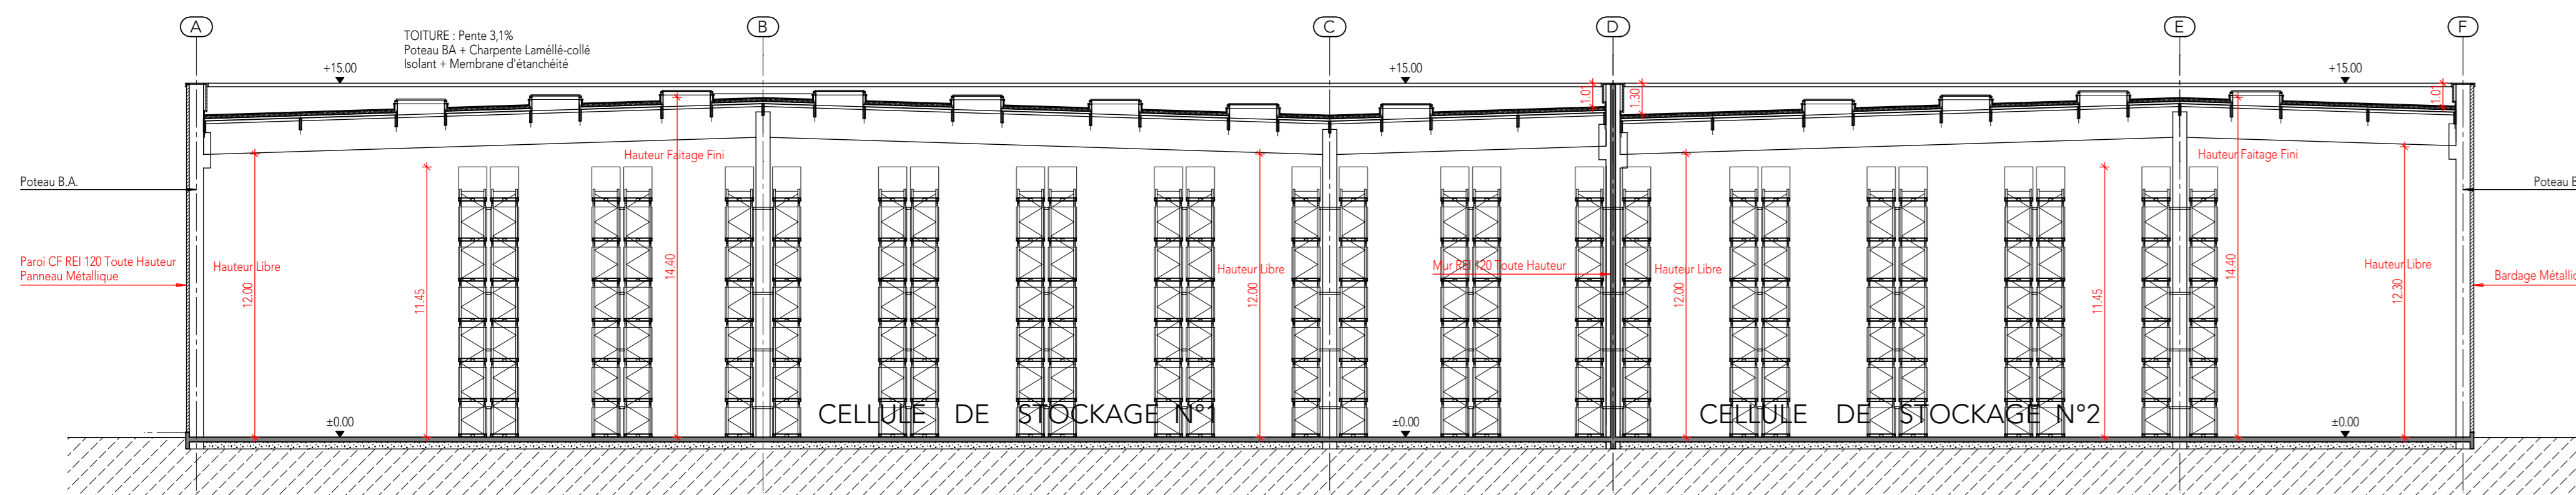 A
B
C
D
E
F
TOITURE : Pente 3,1%
Poteau BA + Charpente Laméllé-collé
Isolant + Membrane d'étanchéité
+15.00
+15.00
+15.00
1.01
1.30
1.01
Hauteur Faitage Fini
Hauteur Faitage Fini
Poteau B.A.
Poteau B
Paroi CF REI 120 Toute Hauteur
Panneau Métallique
Hauteur Libre
12.00
11.45
14.40
Hauteur Libre
12.00
Mur REI 120 Toute Hauteur
Hauteur Libre
12.00
11.45
14.40
Hauteur Libre
12.30
Bardage Métalli
CELLULE DE STOCKAGE N°1
CELLULE DE STOCKAGE N°2
±0.00
±0.00
±0.00